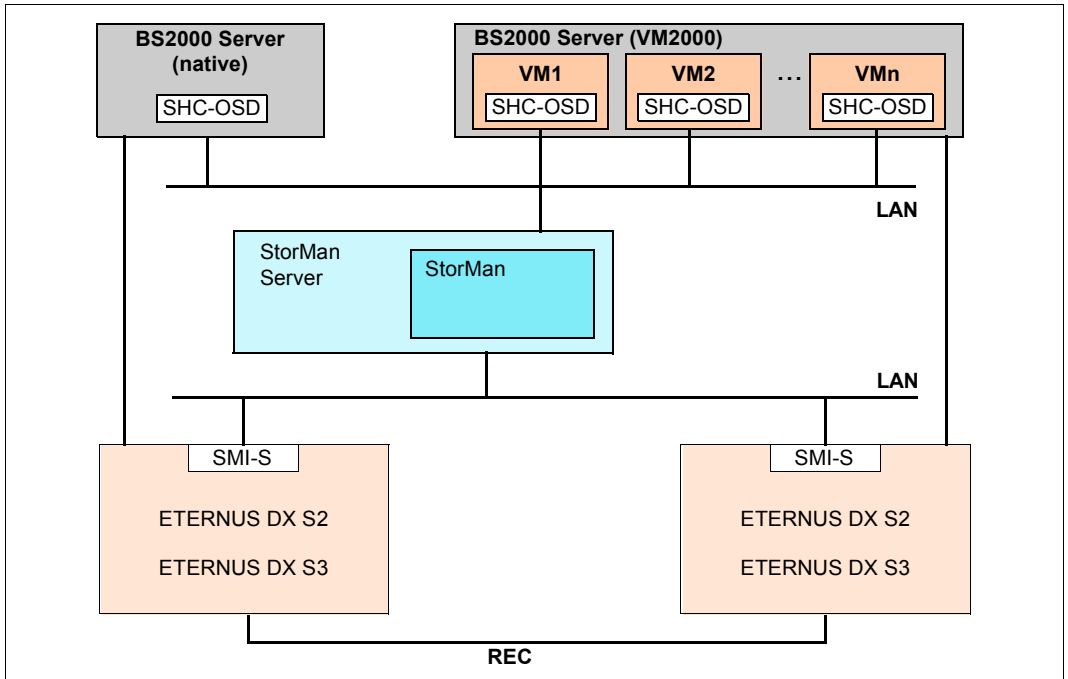 BS2000 Server
(native)
SHC-OSD
BS2000 Server (VM2000)
VM1
SHC-OSD
VM2
SHC-OSD
...
VMn
SHC-OSD
LAN
StorMan
Server
StorMan
LAN
SMI-S
ETERNUS DX S2
ETERNUS DX S3
SMI-S
ETERNUS DX S2
ETERNUS DX S3
REC